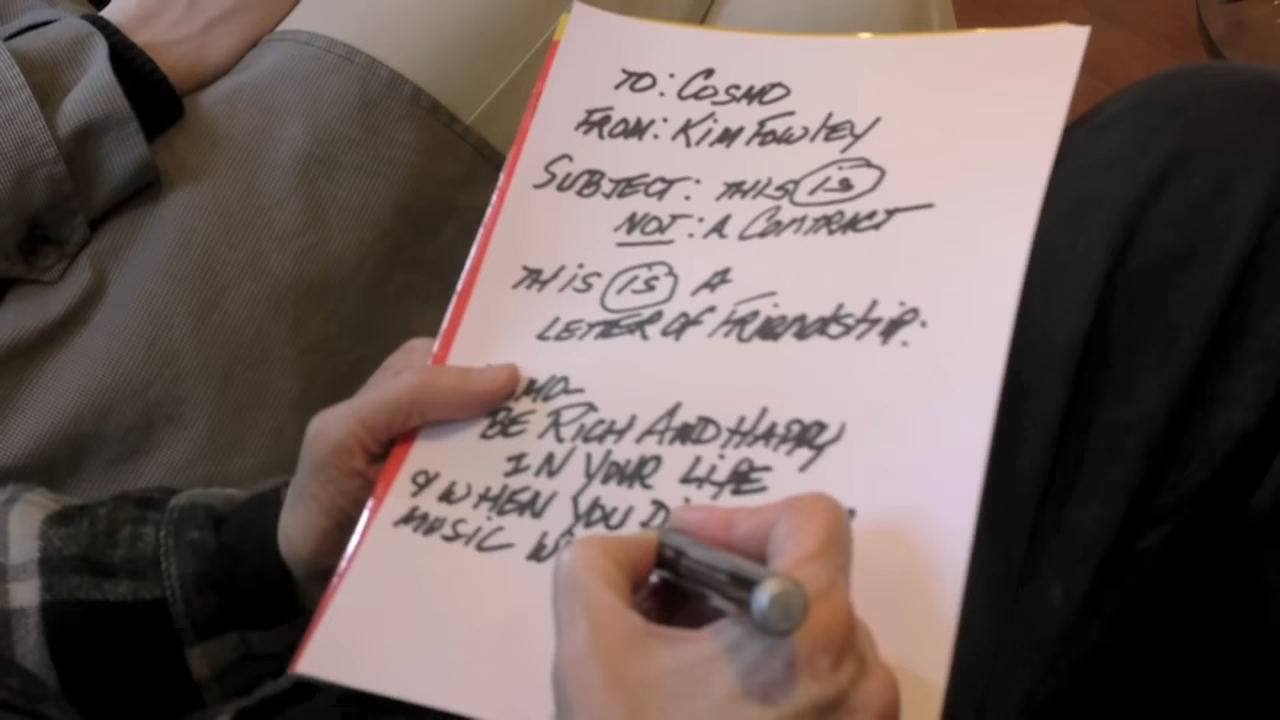 TO: COSMO
FROM: KIM FOWLEY
SUBJECT: THIS IS
NOT: A CONTRACT
THIS IS A
LETTER OF FRIENDSHIP:
BE RICH AND HAPPY
IN YOUR LIFE
& WHEN YOU
MUSIC